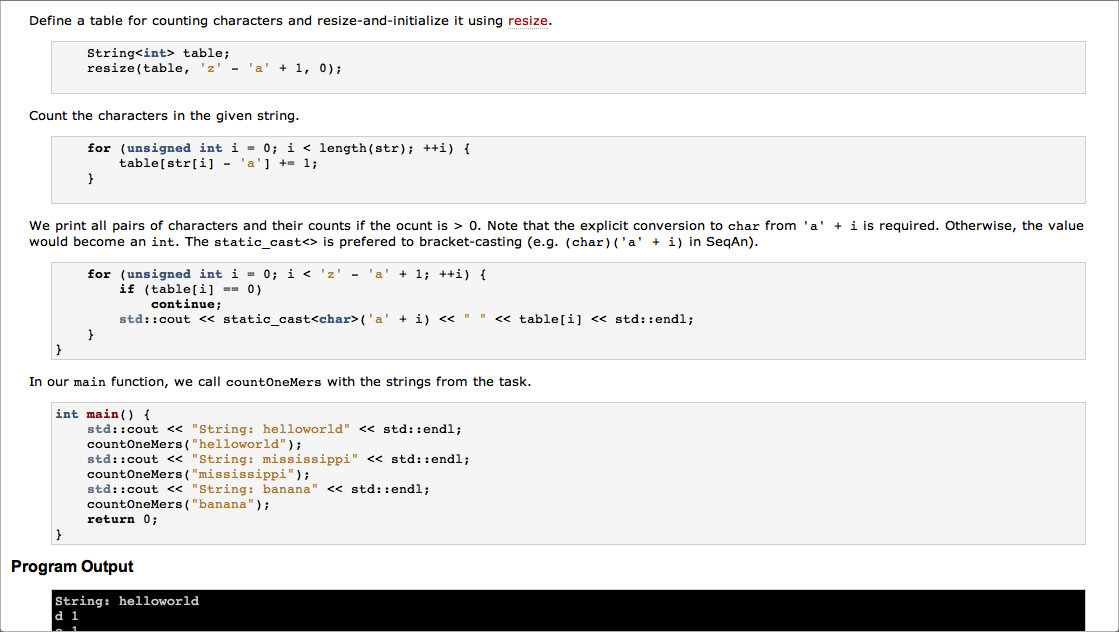 Define a table for counting characters and resize-and-initialize it using resize.
String<int> table;
resize(table, 'z' - 'a' + 1, 0);
Count the characters in the given string.
for (unsigned int i = 0; i < length(str); ++i) {
table[str[i] - 'a'] += 1;
}
We print all pairs of characters and their counts if the ocunt is > 0. Note that the explicit conversion to char from 'a' + i is required. Otherwise, the value
would become an int. The static_cast<> is prefered to bracket-casting (e.g. (char)('a' + i) in SeqAn).
for (unsigned int i = 0; i < 'z' - 'a' + 1; ++i) {
if (table[i] == 0)
continue;
std::cout << static_cast<char>('a' + i) << " " << table[i] << std::endl;
}
}
In our main function, we call countOneMers with the strings from the task.
int main() {
std::cout << "String: helloworld" << std::endl;
countOneMers("helloworld");
std::cout << "String: mississippi" << std::endl;
countOneMers("mississippi");
std::cout << "String: banana" << std::endl;
countOneMers("banana");
return 0;
}
Program Output
String: helloworld
d 1